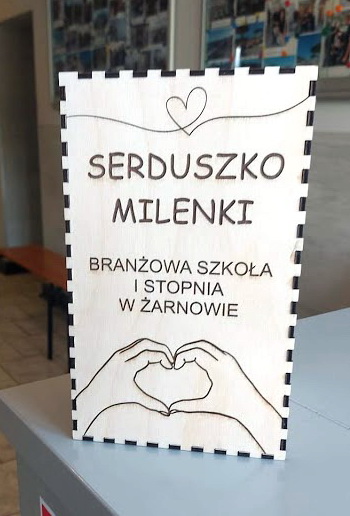 SERDUSZKO
MILENKI
BRANŻOWA SZKOŁA
I STOPNIA
W ŻARNOWIE